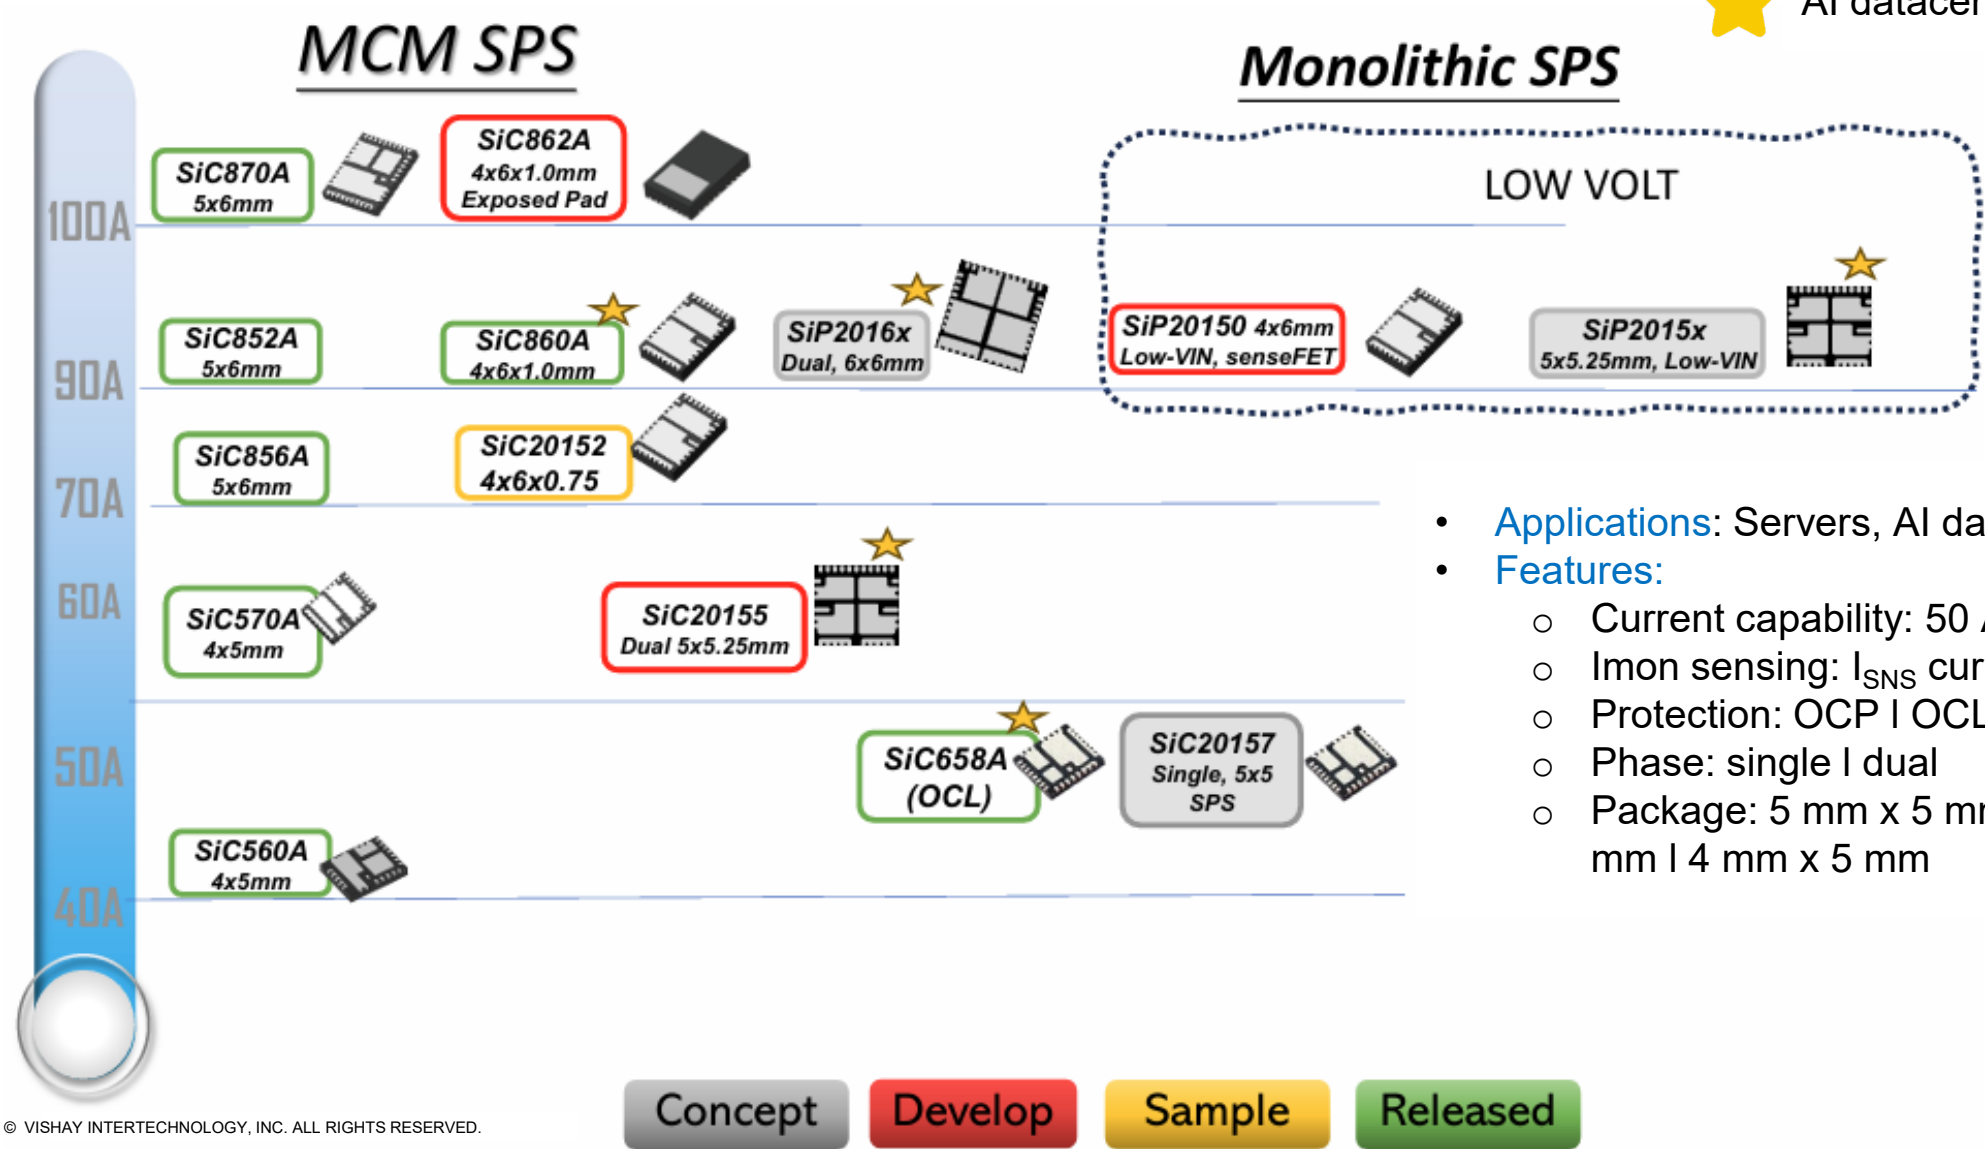 AI
MCM SPS
Monolithic SPS
SiC870A
5x6mm
SiC862A
4x6x1.0mm
Exposed Pad
LOW VOLT
100A
SiC852A
5x6mm
SiC860A
4x6x1.0mm
SiP2016x
Dual, 6x6mm
SiP20150 4x6mm
Low-VIN, senseFET
SiP2015x
5x5.25mm, Low-VIN
90A
SiC856A
5x6mm
SiC20152
4x6x0.75
70A
• Applications: Servers, AI
• Features:
60A
SiC570A
4x5mm
SiC20155
Dual 5x5.25mm
o Current capability: 50
o Imon sensing: ISNS
o Protection: OCP l OCL
o Phase: single l dual
o Package: 5 mm x 5
mm l 4 mm x 5 mm
50A
SiC658A
(OCL)
SiC20157
Single, 5x5
SPS
SiC560A
4x5mm
40A
Concept
Develop
Sample
Released
© VISHAY INTERTECHNOLOGY, INC. ALL RIGHTS RESERVED.